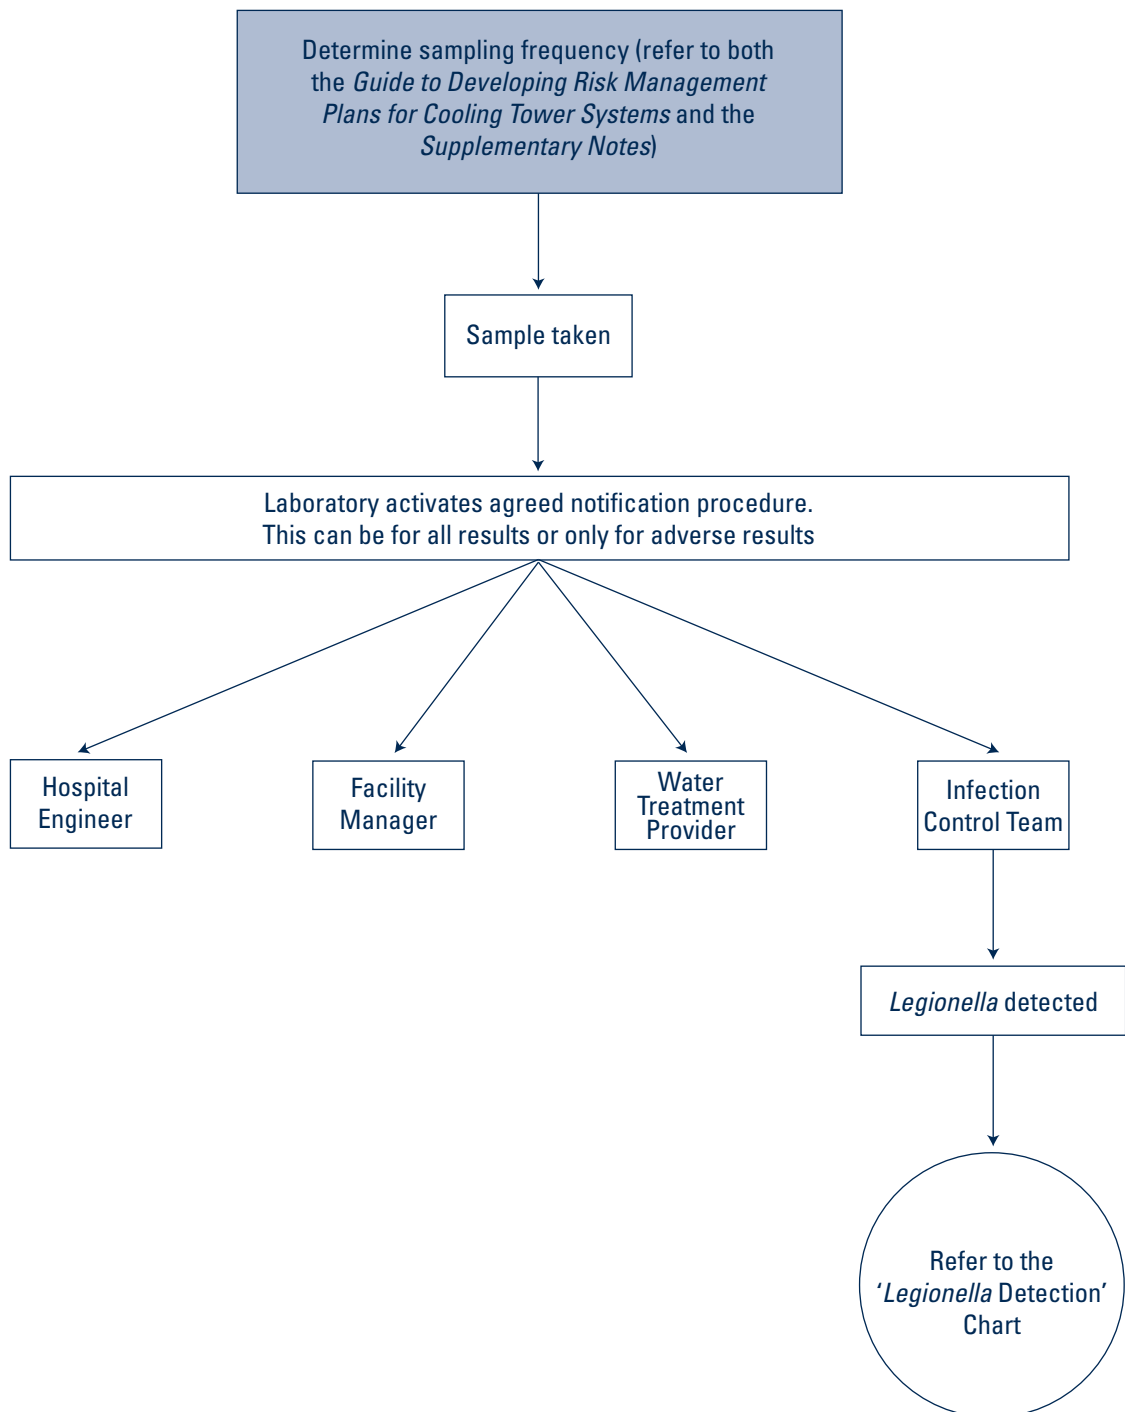 Determine sampling frequency (refer to both
the Guide to Developing Risk Management
Plans for Cooling Tower Systems and the
Supplementary Notes)
Sample taken
Laboratory activates agreed notification procedure.
This can be for all results or only for adverse results
Hospital
Engineer
Facility
Manager
Water
Treatment
Provider
Infection
Control Team
Legionella detected
Refer to the
‘Legionella Detection’
Chart